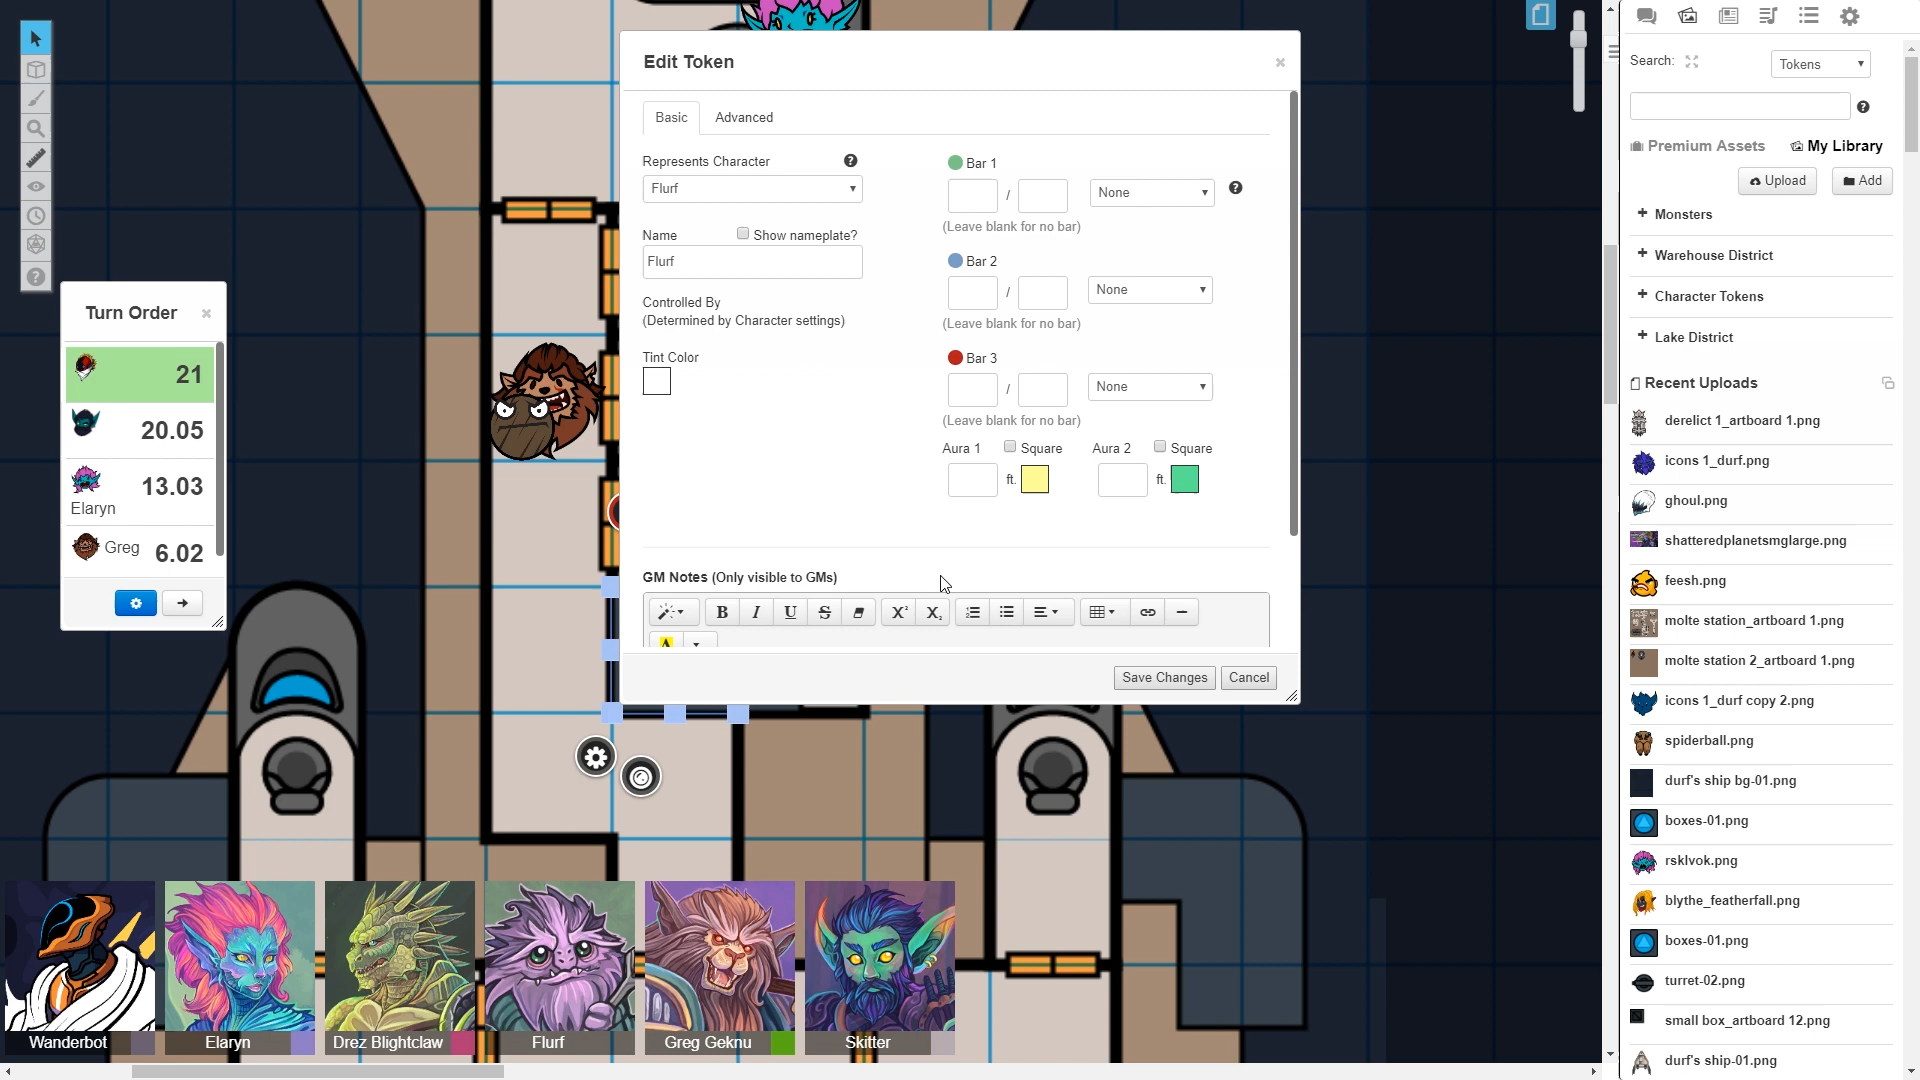 Edit Token
×
Basic
Advanced
Represents Character
?
Flurf
Name
Show nameplate?
Flurf
Controlled By
(Determined by Character settings)
Tint Color
Bar 1
/
None
?
(Leave blank for no bar)
Bar 2
/
None
(Leave blank for no bar)
Bar 3
/
None
(Leave blank for no bar)
Aura 1
Square
Aura 2
Square
ft.
ft.
GM Notes (Only visible to GMs)
B I U S X² X₂
A
Save Changes
Cancel
Turn Order
×
21
20.05
13.03
Elaryn
Greg
6.02
Wanderbot
Elaryn
Drez Blightclaw
Flurf
Greg Geknu
Skitter
Search:
Tokens
?
Premium Assets
My Library
Upload
Add
+ Monsters
+ Warehouse District
+ Character Tokens
+ Lake District
Recent Uploads
derelict 1_artboard 1.png
icons 1_durf.png
ghoul.png
shatteredplanetsmglarge.png
feesh.png
molte station_artboard 1.png
molte station 2_artboard 1.png
icons 1_durf copy 2.png
spiderball.png
durf's ship bg-01.png
boxes-01.png
rsklvok.png
blythe_featherfall.png
boxes-01.png
turret-02.png
small box_artboard 12.png
durf's ship-01.png